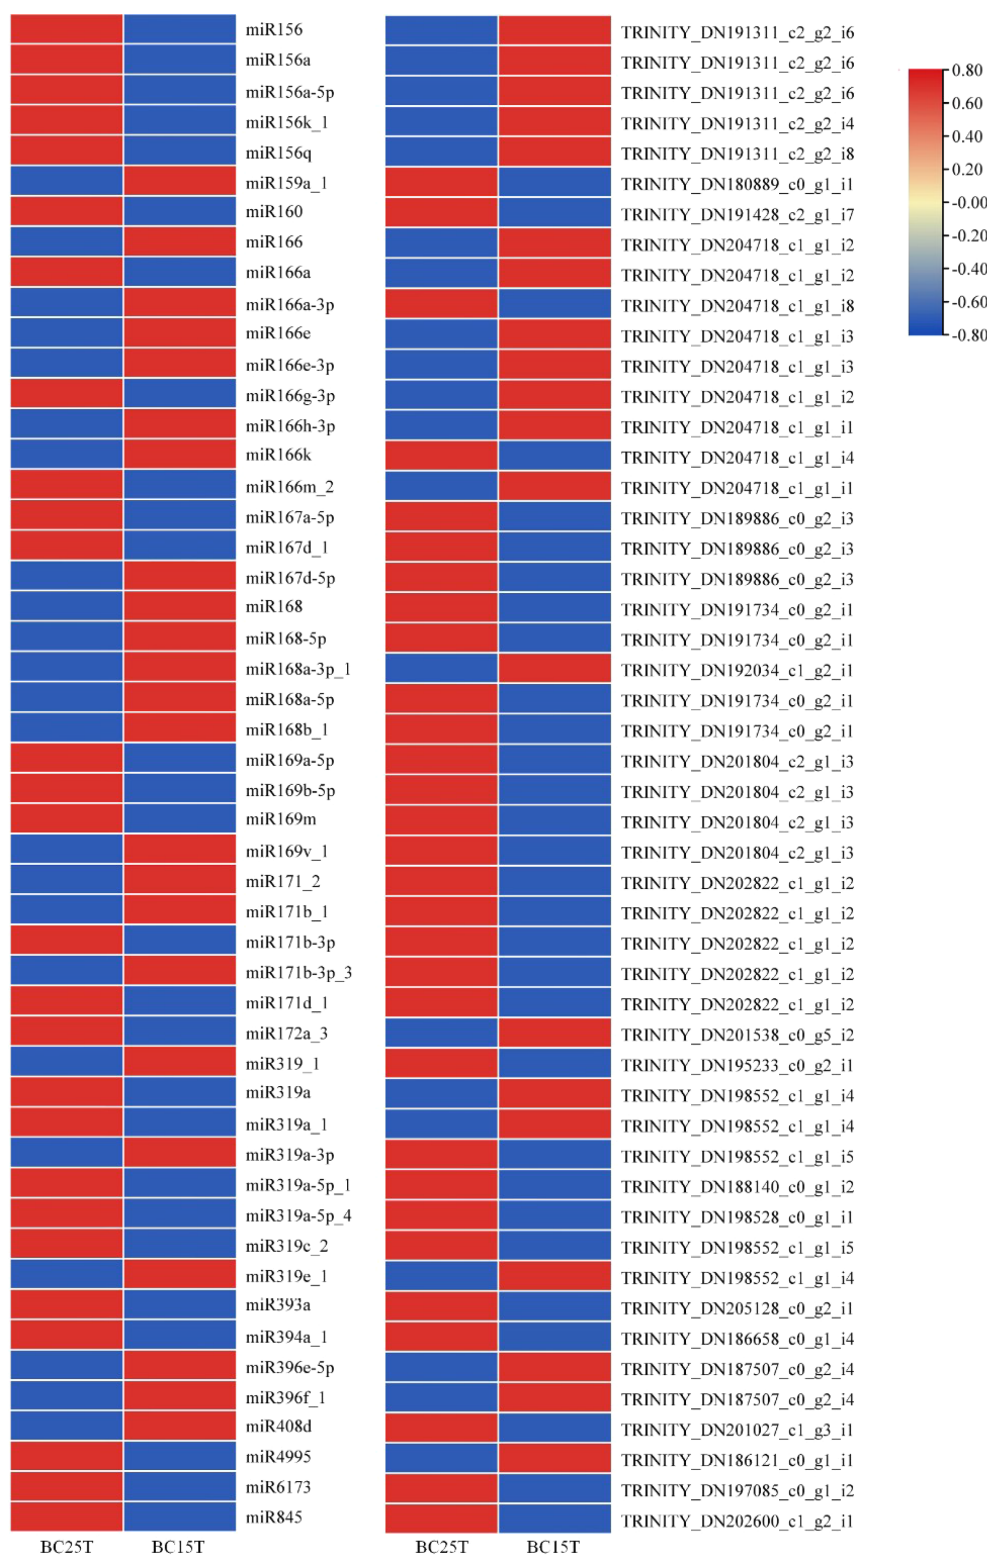 miR156 TRINITY_DN191311_c2_g2_i6
miR156a TRINITY_DN191311_c2_g2_i6
miR156a-5p TRINITY_DN191311_c2_g2_i6
miR156k_1 TRINITY_DN191311_c2_g2_i4
miR156q TRINITY_DN191311_c2_g2_i8
miR159a_1 TRINITY_DN180889_c0_g1_i1
miR160 TRINITY_DN191428_c2_g1_i7
miR166 TRINITY_DN204718_c1_g1_i2
miR166a TRINITY_DN204718_c1_g1_i2
miR166a-3p TRINITY_DN204718_c1_g1_i8
miR166e TRINITY_DN204718_c1_g1_i3
miR166e-3p TRINITY_DN204718_c1_g1_i3
miR166g-3p TRINITY_DN204718_c1_g1_i2
miR166h-3p TRINITY_DN204718_c1_g1_i1
miR166k TRINITY_DN204718_c1_g1_i4
miR166m_2 TRINITY_DN204718_c1_g1_i1
miR167a-5p TRINITY_DN189886_c0_g2_i3
miR167d_1 TRINITY_DN189886_c0_g2_i3
miR167d-5p TRINITY_DN189886_c0_g2_i3
miR168 TRINITY_DN191734_c0_g2_i1
miR168-5p TRINITY_DN191734_c0_g2_i1
miR168a-3p_1 TRINITY_DN192034_c1_g2_i1
miR168a-5p TRINITY_DN191734_c0_g2_i1
miR168b_1 TRINITY_DN191734_c0_g2_i1
miR169a-5p TRINITY_DN201804_c2_g1_i3
miR169b-5p TRINITY_DN201804_c2_g1_i3
miR169m TRINITY_DN201804_c2_g1_i3
miR169v_1 TRINITY_DN201804_c2_g1_i3
miR171_2 TRINITY_DN202822_c1_g1_i2
miR171b_1 TRINITY_DN202822_c1_g1_i2
miR171b-3p TRINITY_DN202822_c1_g1_i2
miR171b-3p_3 TRINITY_DN202822_c1_g1_i2
miR171d_1 TRINITY_DN202822_c1_g1_i2
miR172a_3 TRINITY_DN201538_c0_g5_i2
miR319_1 TRINITY_DN195233_c0_g2_i1
miR319a TRINITY_DN198552_c1_g1_i4
miR319a_1 TRINITY_DN198552_c1_g1_i4
miR319a-3p TRINITY_DN198552_c1_g1_i5
miR319a-5p_1 TRINITY_DN188140_c0_g1_i2
miR319a-5p_4 TRINITY_DN198528_c0_g1_i1
miR319c_2 TRINITY_DN198552_c1_g1_i5
miR319e_1 TRINITY_DN198552_c1_g1_i4
miR393a TRINITY_DN205128_c0_g2_i1
miR394a_1 TRINITY_DN186658_c0_g1_i4
miR396e-5p TRINITY_DN187507_c0_g2_i4
miR396f_1 TRINITY_DN187507_c0_g2_i4
miR408d TRINITY_DN201027_c1_g3_i1
miR4995 TRINITY_DN186121_c0_g1_i1
miR6173 TRINITY_DN197085_c0_g1_i2
miR845 TRINITY_DN202600_c1_g2_i1
BC25T BC15T BC25T BC15T
0.80
0.60
0.40
0.20
-0.00
-0.20
-0.40
-0.60
-0.80